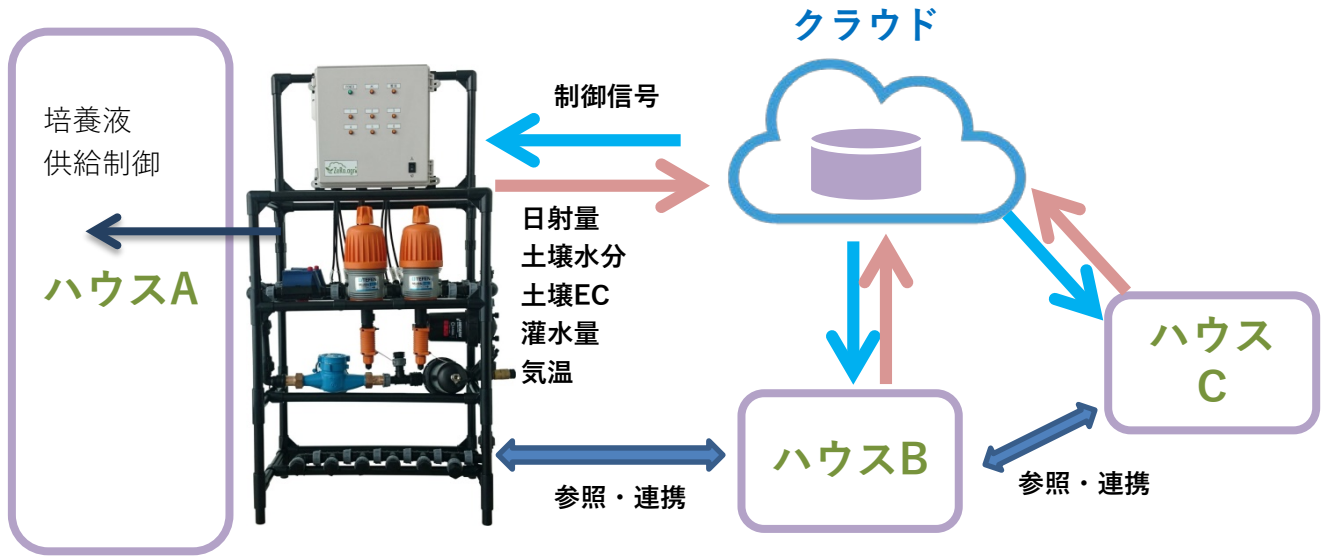 クラウド
制御信号
培養液
供給制御
ハウスA
ZeRo.agri
日射量
土壌水分
土壌EC
灌水量
気温
ハウス
C
ハウスB
参照・連携
参照・連携